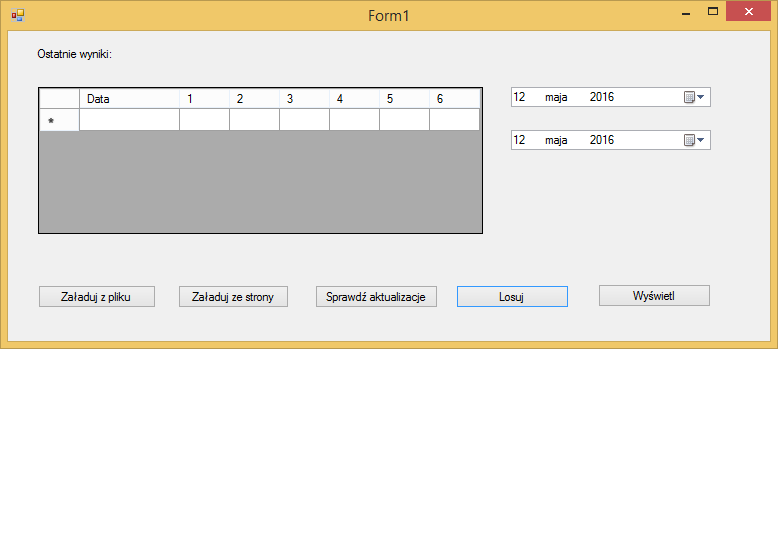 Form1
Ostatnie wyniki:
Data 1 2 3 4 5 6
*
12 maja 2016
12 maja 2016
Załaduj z pliku
Załaduj ze strony
Sprawdź aktualizacje
Losuj
Wyświetl